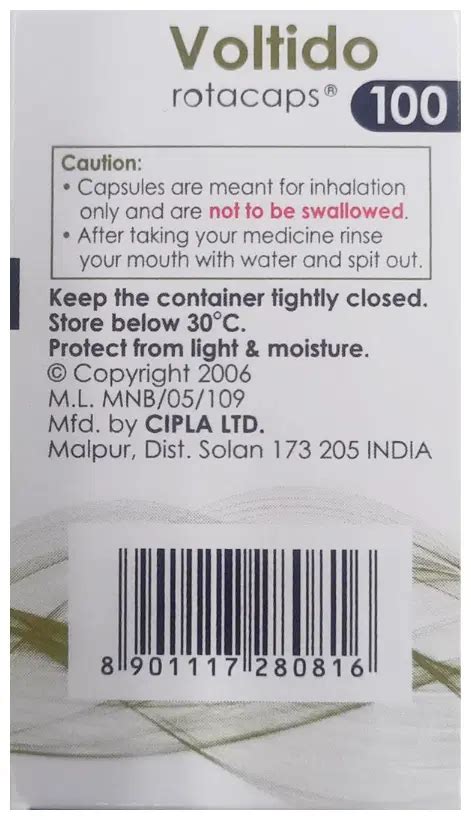 Voltido
rotacaps®
100
Caution:
• Capsules are meant for inhalation
only and are not to be swallowed.
• After taking your medicine rinse
your mouth with water and spit out.
Keep the container tightly closed.
Store below 30°C.
Protect from light & moisture.
© Copyright 2006
M.L. MNB/05/109
Mfd. by CIPLA LTD.
Malpur, Dist. Solan 173 205 INDIA
8 901117 280816